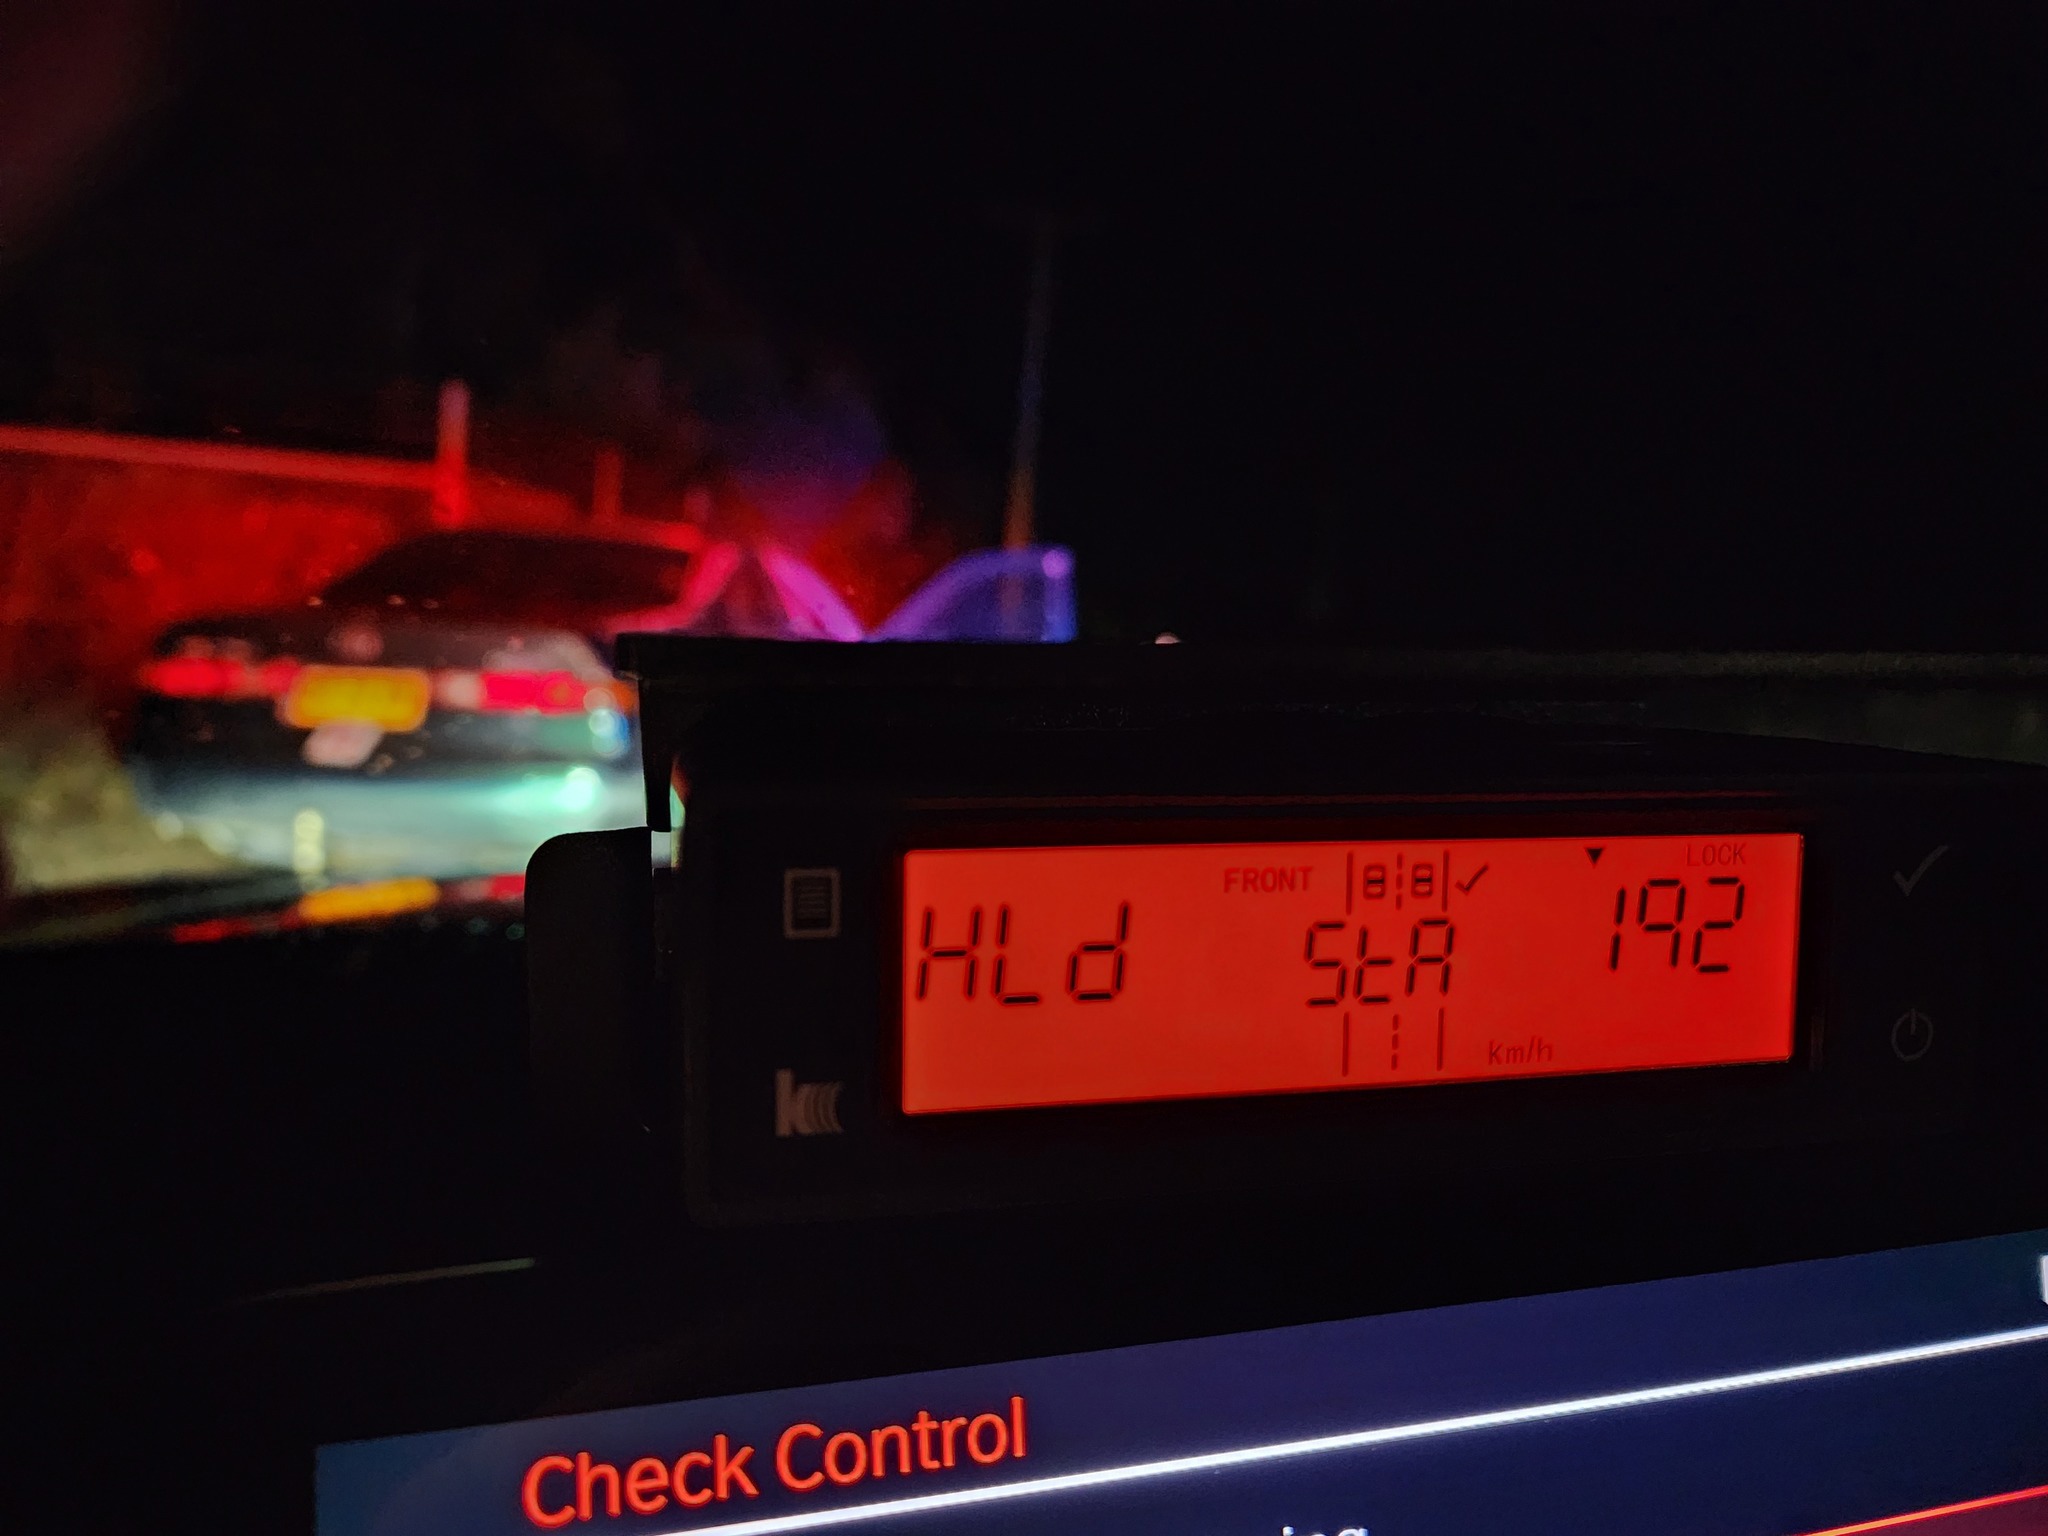 FRONT
LOCK
HLd
StA
192
km/h
k
Check Control